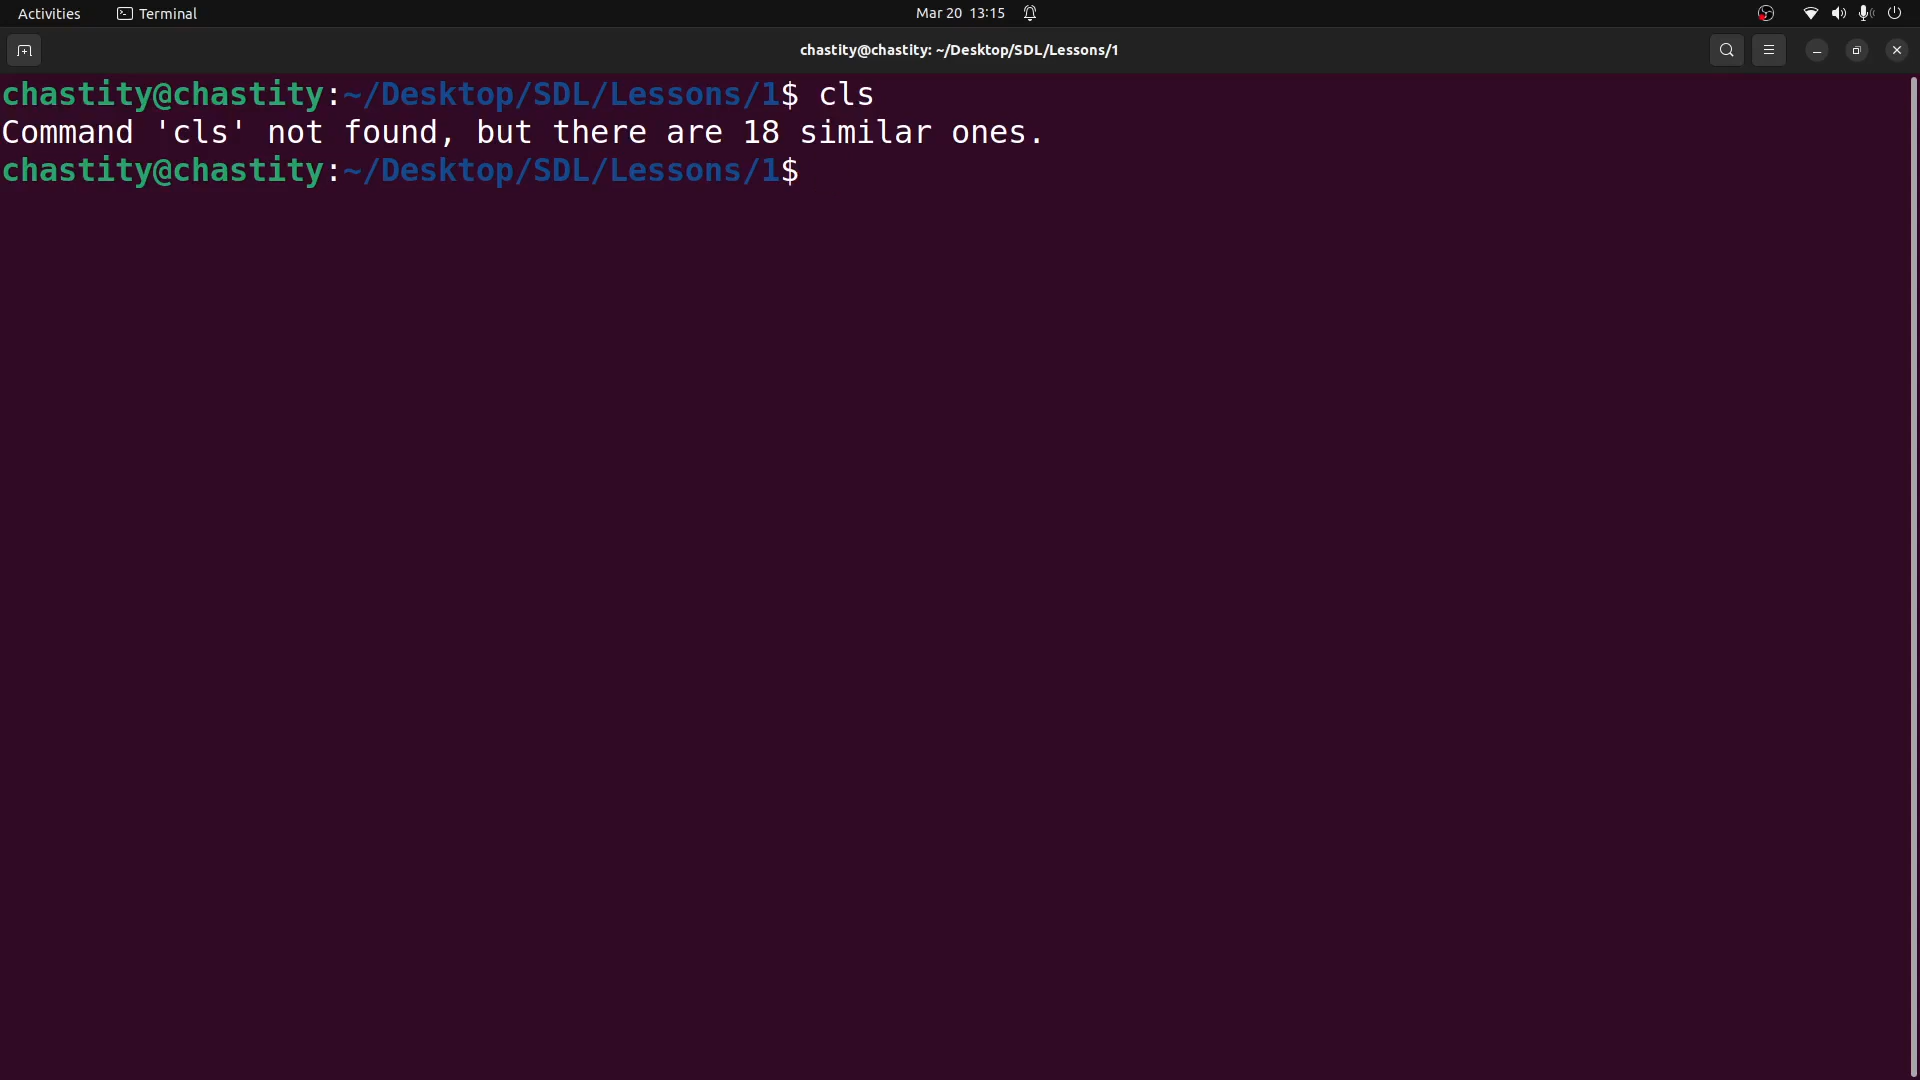 Activities Terminal Mar 20 13:15
chastity@chastity: ~/Desktop/SDL/Lessons/1
chastity@chastity:~/Desktop/SDL/Lessons/1$ cls
Command 'cls' not found, but there are 18 similar ones.
chastity@chastity:~/Desktop/SDL/Lessons/1$